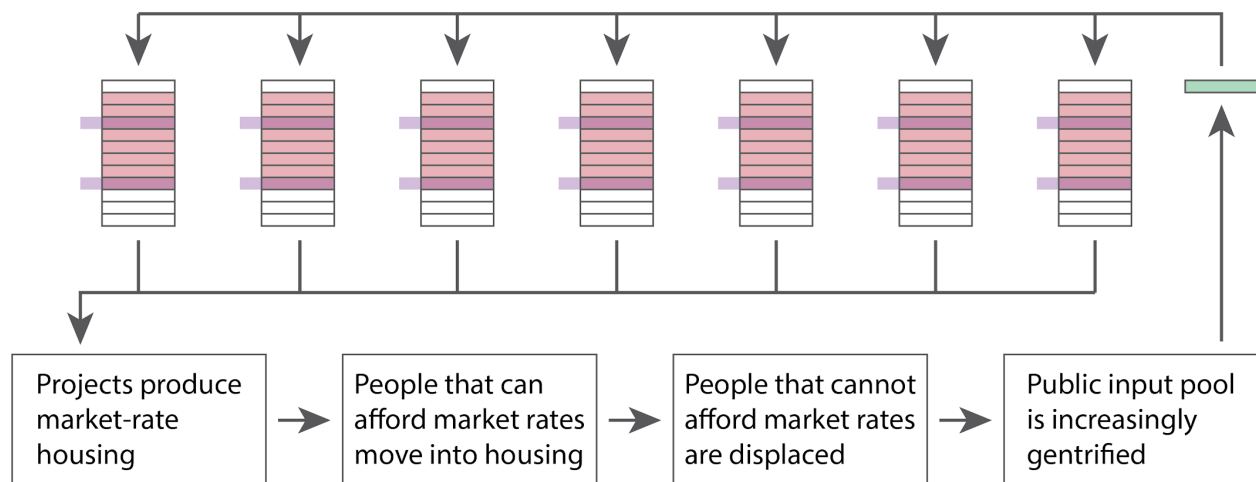 Projects produce
market-rate
housing
People that can
afford market rates
move into housing
People that cannot
afford market rates
are displaced
Public input pool
is increasingly
gentrified